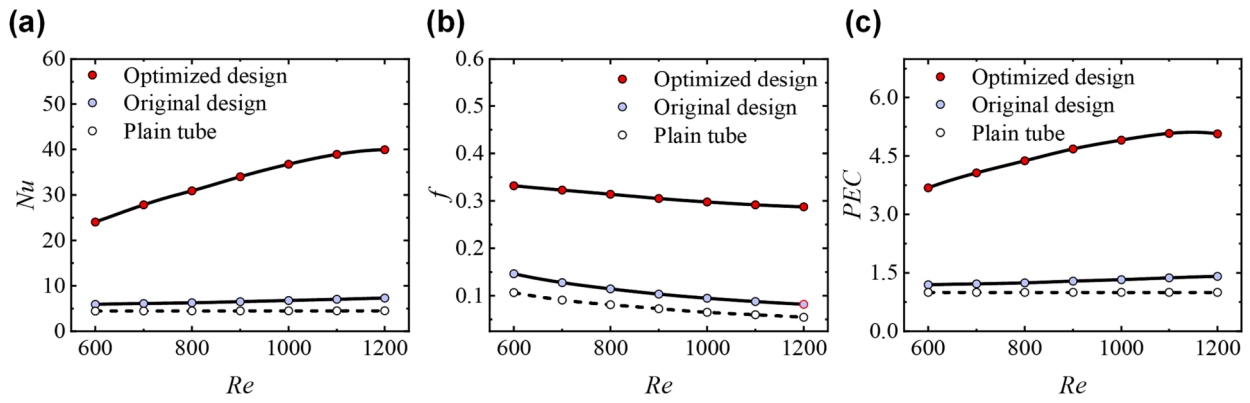 (a)
60
50
40
30
20
10
0
Nu
Optimized design
Original design
Plain tube
600 800 1000 1200
Re
(b)
0.6
0.5
0.4
0.3
0.2
0.1
f
Optimized design
Original design
Plain tube
600 800 1000 1200
Re
(c)
6.0
4.5
3.0
1.5
0.0
PEC
Optimized design
Original design
Plain tube
600 800 1000 1200
Re